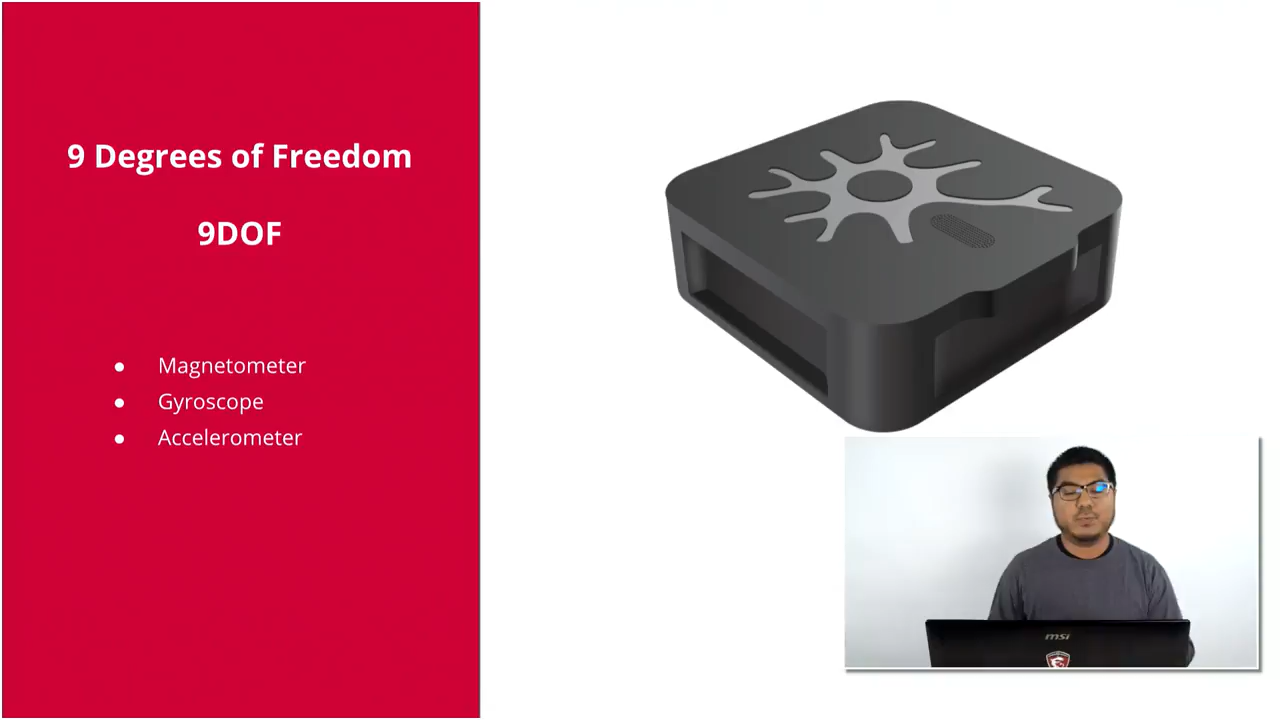 9 Degrees of Freedom
9DOF
● Magnetometer
● Gyroscope
● Accelerometer
msi